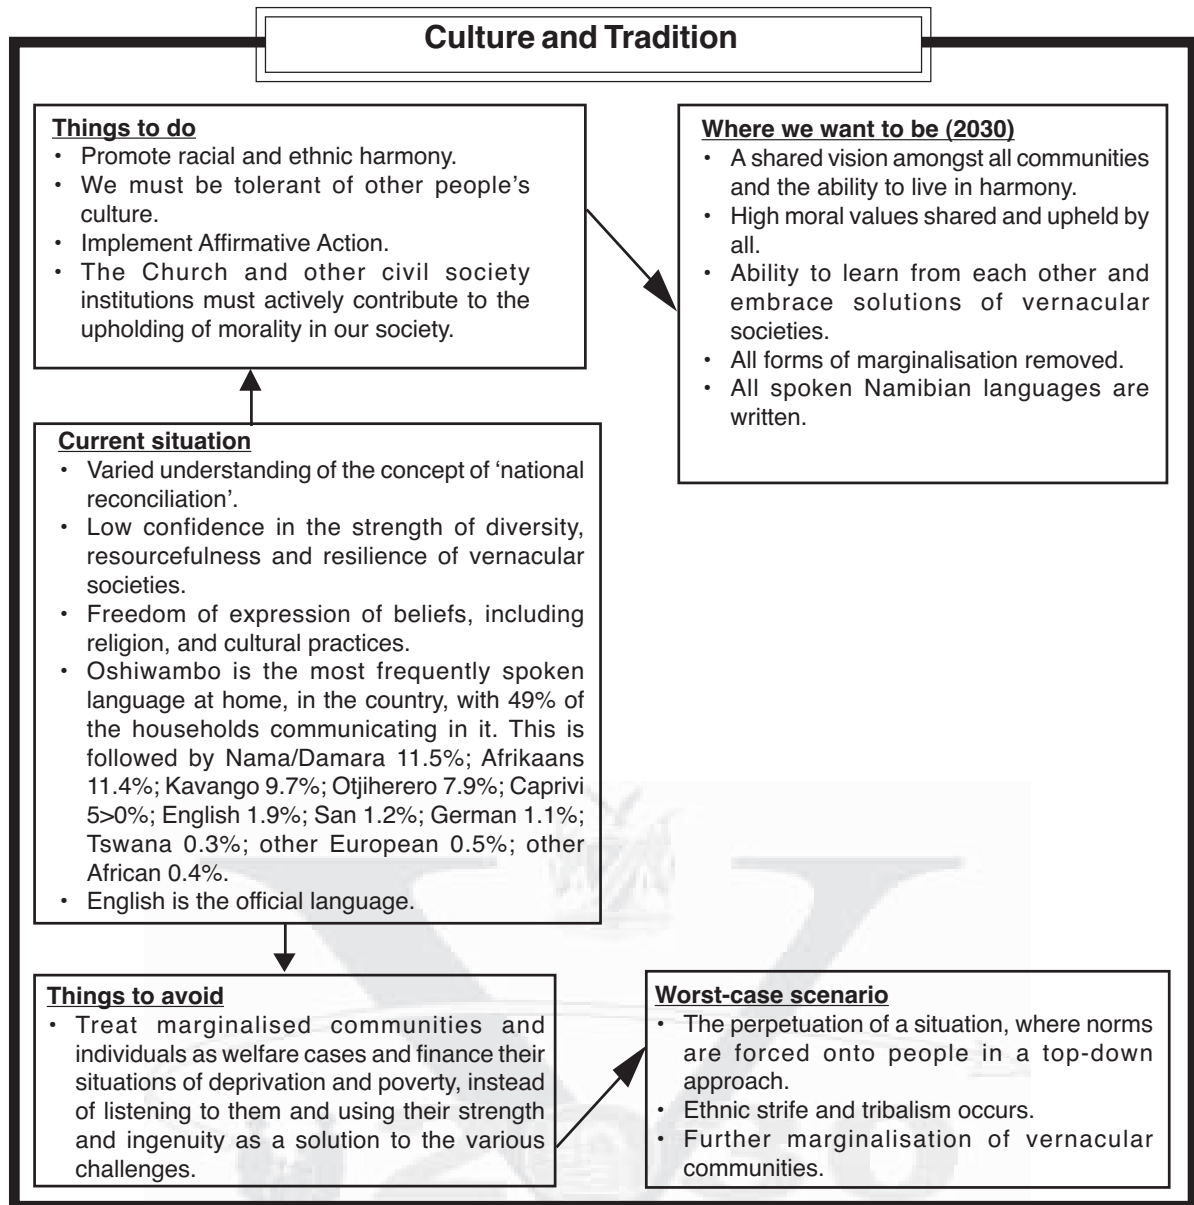 Culture and Tradition
Things to do
• Promote racial and ethnic harmony.
• We must be tolerant of other people's
culture.
• Implement Affirmative Action.
• The Church and other civil society
institutions must actively contribute to the
upholding of morality in our society.
Where we want to be (2030)
• A shared vision amongst all communities
and the ability to live in harmony.
• High moral values shared and upheld by
all.
• Ability to learn from each other and
embrace solutions of vernacular
societies.
• All forms of marginalisation removed.
• All spoken Namibian languages are
written.
Current situation
• Varied understanding of the concept of 'national
reconciliation'.
• Low confidence in the strength of diversity,
resourcefulness and resilience of vernacular
societies.
• Freedom of expression of beliefs, including
religion, and cultural practices.
• Oshiwambo is the most frequently spoken
language at home, in the country, with 49% of
the households communicating in it. This is
followed by Nama/Damara 11.5%; Afrikaans
11.4%; Kavango 9.7%; Otjiherero 7.9%; Caprivi
5>0%; English 1.9%; San 1.2%; German 1.1%;
Tswana 0.3%; other European 0.5%; other
African 0.4%.
• English is the official language.
Things to avoid
• Treat marginalised communities and
individuals as welfare cases and finance their
situations of deprivation and poverty, instead
of listening to them and using their strength
and ingenuity as a solution to the various
challenges.
Worst-case scenario
• The perpetuation of a situation, where norms
are forced onto people in a top-down
approach.
• Ethnic strife and tribalism occurs.
• Further marginalisation of vernacular
communities.
V
2030